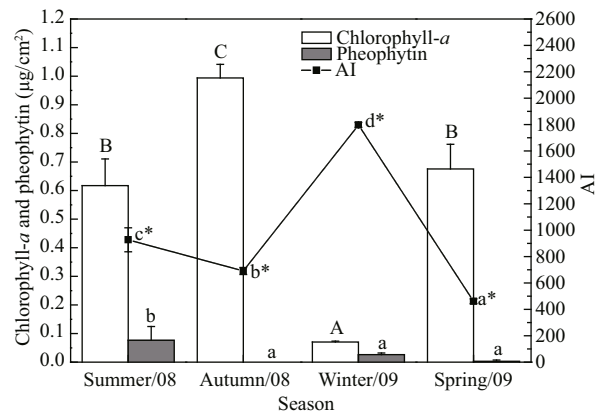 Chlorophyll-a and pheophytin (µg/cm²)
1.2
1.1
1.0
0.9
0.8
0.7
0.6
0.5
0.4
0.3
0.2
0.1
0.0
Chlorophyll-a
Pheophytin
AI
B
C
A
B
c*
b*
d*
a*
b
a
a
a
2600
2400
2200
2000
1800
1600
1400
1200
1000
800
600
400
200
0
AI
Summer/08
Autumn/08
Winter/09
Spring/09
Season